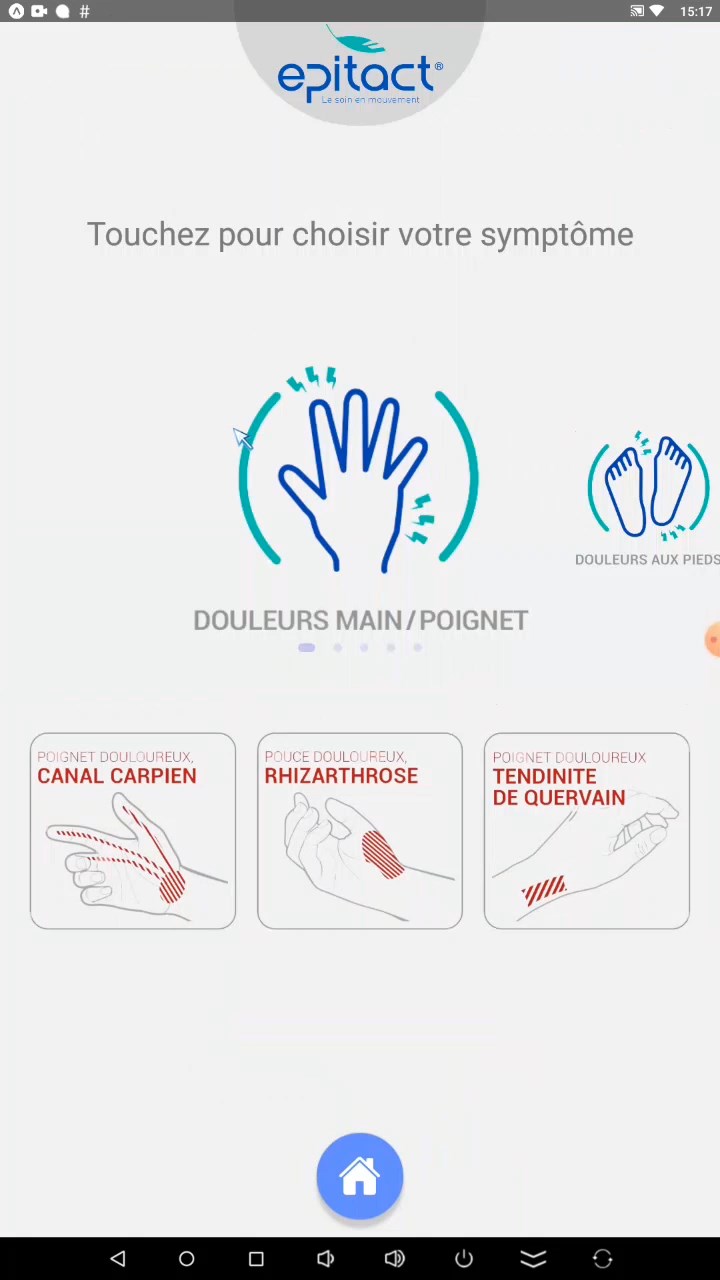 15:17
epitact®
Le soin en mouvement
Touchez pour choisir votre symptôme
DOULEURS AUX PIEDS
DOULEURS MAIN/POIGNET
POIGNET DOULOUREUX,
CANAL CARPIEN
POUCE DOULOUREUX,
RHIZARTHROSE
POIGNET DOULOUREUX
TENDINITE
DE QUERVAIN